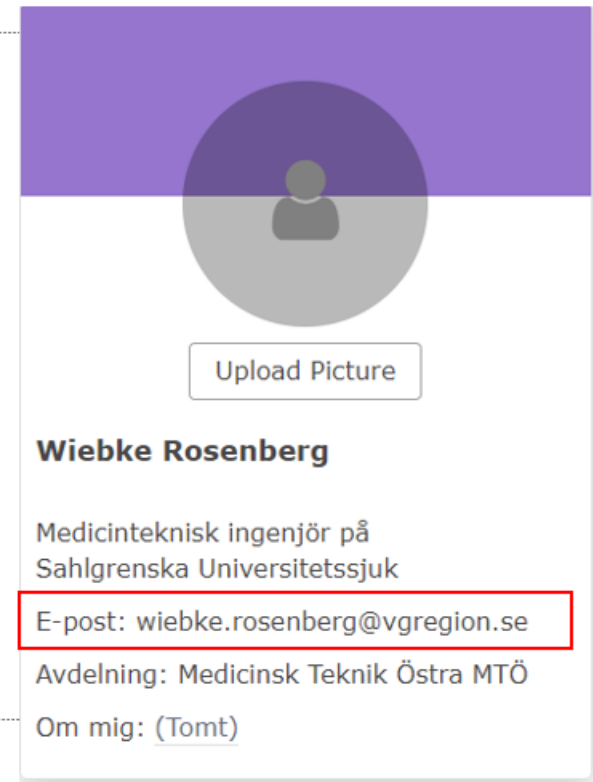 Upload Picture
Wiebke Rosenberg
Medicinteknisk ingenjör på
Sahlgrenska Universitetssjuk
E-post: wiebke.rosenberg@vgregion.se
Avdelning: Medicinsk Teknik Östra MTÖ
Om mig: (Tomt)